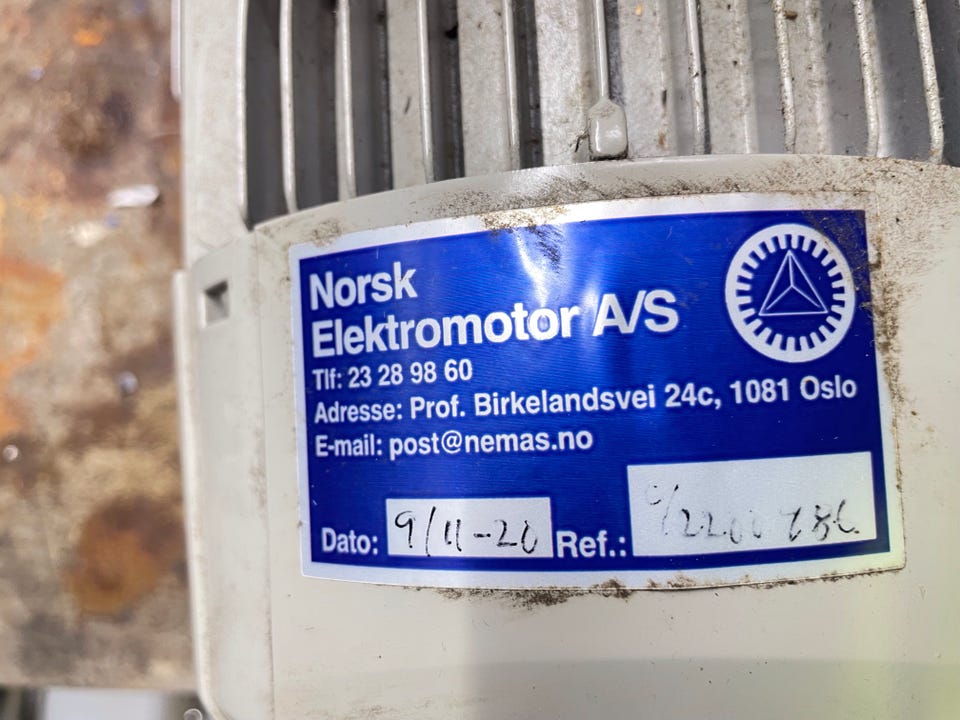 Norsk
Elektromotor A/S
Tlf: 23 28 98 60
Adresse: Prof. Birkelandsvei 24c, 1081 Oslo
E-mail: post@nemas.no
Dato: 9/11-20 Ref.: